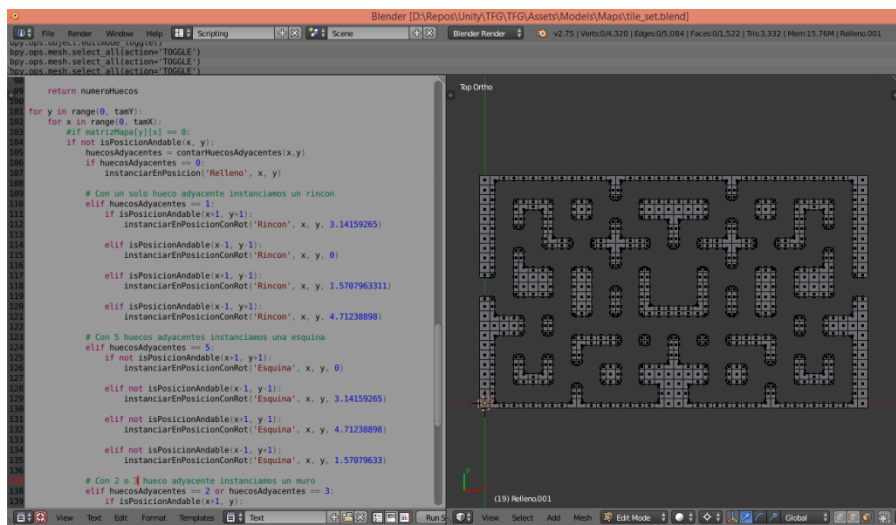 Blender [D:\Repos\Unity\TFG\TFG\Assets\Models\Maps\tile_set.blend]
File Render Window Help Scripting Scene Blender Render v2.75 | Verts:0/4,320 | Edges:0/5,084 | Faces:0/1,522 | Tris:3,332 | Mem:15.76M | Relleno.001
bpy.ops.object.editmode_toggle()
bpy.ops.mesh.select_all(action='TOGGLE')
bpy.ops.mesh.select_all(action='TOGGLE')
bpy.ops.mesh.select_all(action='TOGGLE')
98
99 return numeroHuecos
100
101 for y in range(0, tamY):
102 for x in range(0, tamX):
103 #if matrizMapa[y][x] == 0:
104 if not isPosicionAndable(x, y):
105 huecosAdyacentes = contarHuecosAdyacentes(x,y)
106 if huecosAdyacentes == 0:
107 instanciarEnPosicion('Relleno', x, y)
108
109 # Con un solo hueco adyacente instanciamos un rincon
110 elif huecosAdyacentes == 1:
111 if isPosicionAndable(x+1, y+1):
112 instanciarEnPosicionConRot('Rincon', x, y, 3.14159265)
113
114 elif isPosicionAndable(x-1, y-1):
115 instanciarEnPosicionConRot('Rincon', x, y, 0)
116
117 elif isPosicionAndable(x+1, y-1):
118 instanciarEnPosicionConRot('Rincon', x, y, 1.5707963311)
119
120 elif isPosicionAndable(x-1, y+1):
121 instanciarEnPosicionConRot('Rincon', x, y, 4.71238898)
122
123 # Con 5 huecos adyacentes instanciamos una esquina
124 elif huecosAdyacentes == 5:
125 if not isPosicionAndable(x+1, y+1):
126 instanciarEnPosicionConRot('Esquina', x, y, 0)
127
128 elif not isPosicionAndable(x-1, y-1):
129 instanciarEnPosicionConRot('Esquina', x, y, 3.14159265)
130
131 elif not isPosicionAndable(x+1, y-1):
132 instanciarEnPosicionConRot('Esquina', x, y, 4.71238898)
133
134 elif not isPosicionAndable(x-1, y+1):
135 instanciarEnPosicionConRot('Esquina', x, y, 1.57079633)
136
137 # Con 2 o 3 hueco adyacente instanciamos un muro
138 elif huecosAdyacentes == 2 or huecosAdyacentes == 3:
139 if isPosicionAndable(x+1, y):
Top Ortho
y
(19) Relleno.001
View Text Edit Format Templates Text Run S
View Select Add Mesh Edit Mode Global